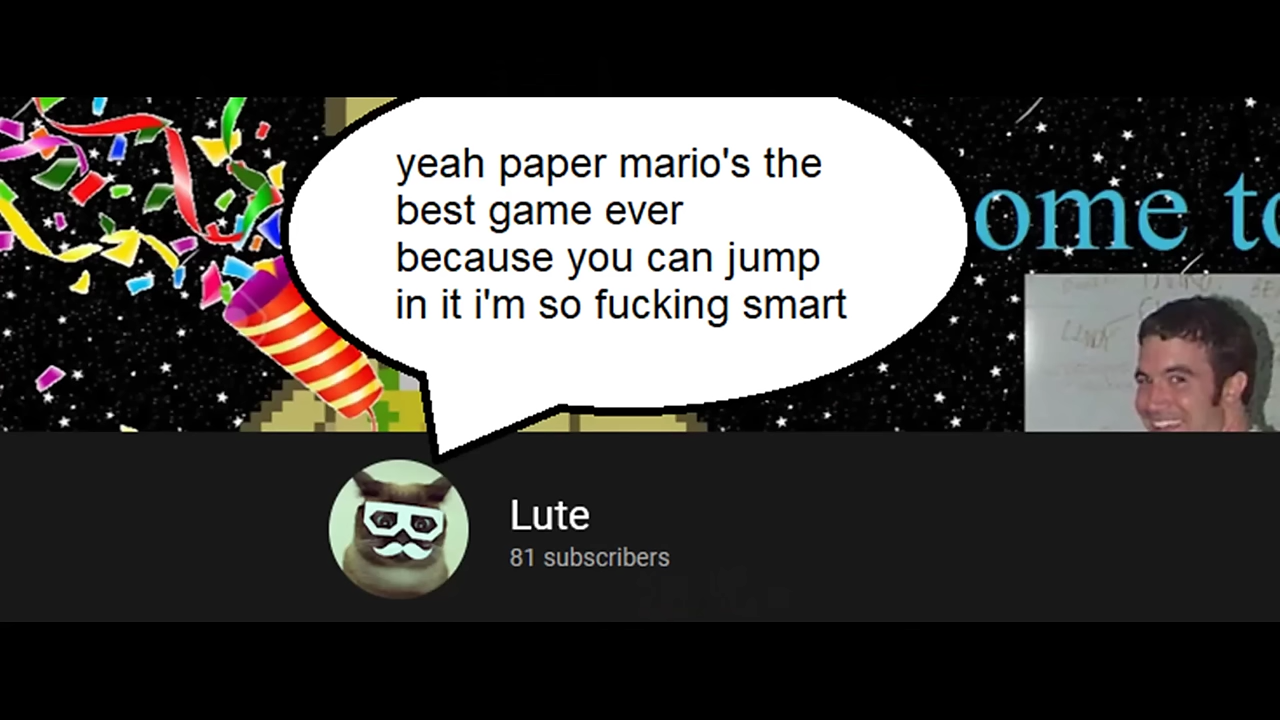 yeah paper mario's the
best game ever
because you can jump
in it i'm so fucking smart
ome to
Lute
81 subscribers